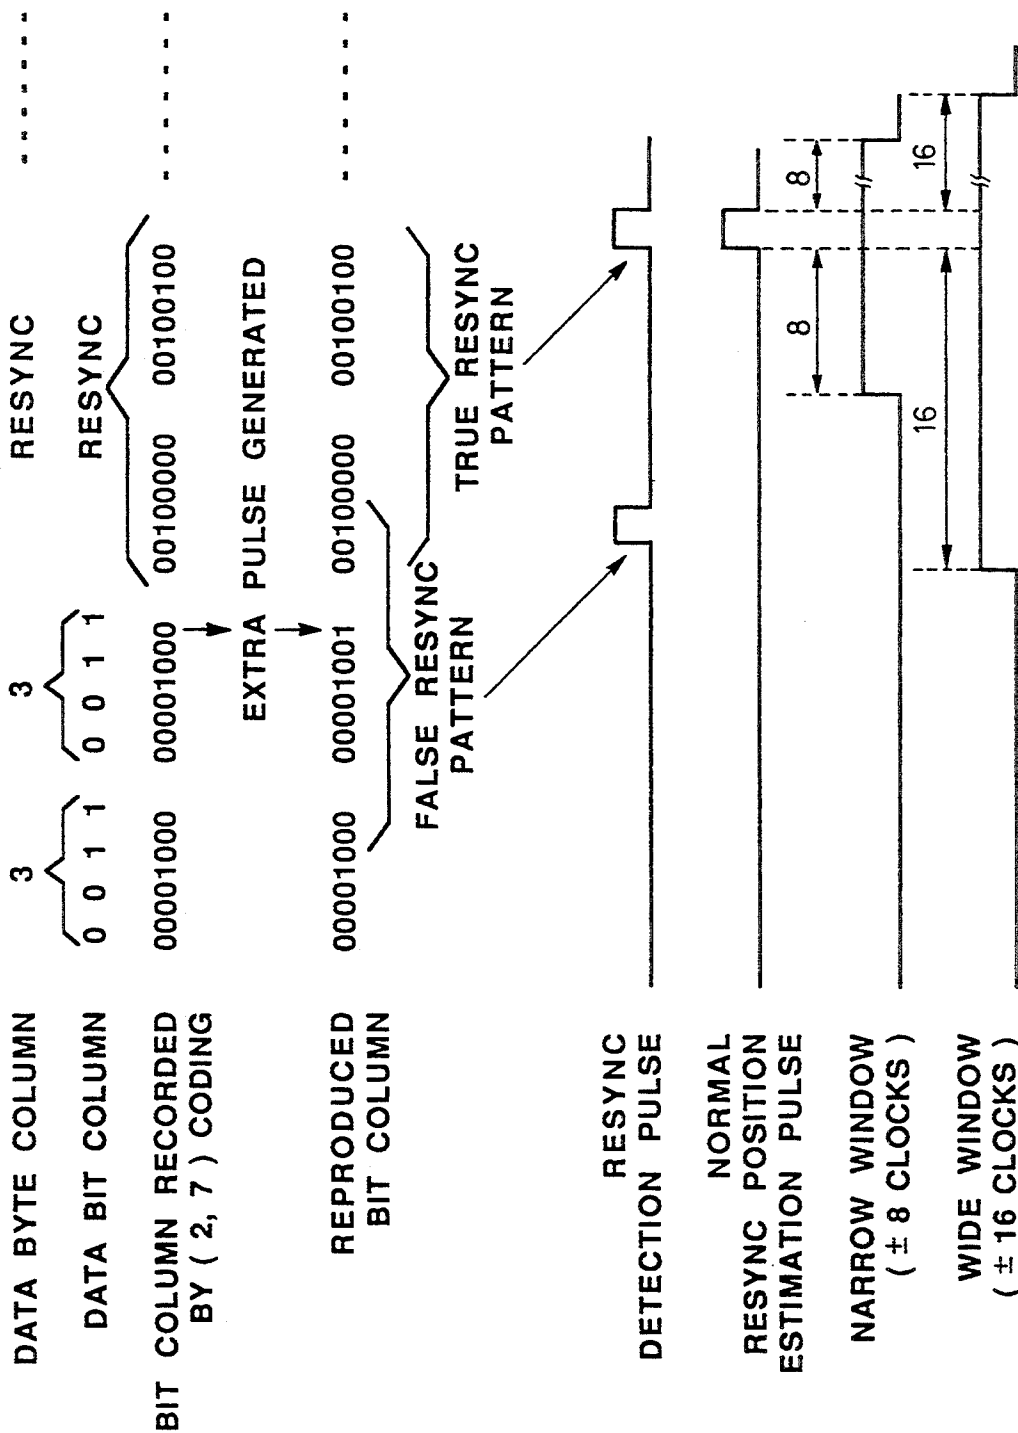 DATA BYTE COLUMN 3 3 RESYNC
DATA BIT COLUMN 0 0 1 1 0 0 1 1 RESYNC
BIT COLUMN RECORDED 00001000 00001000 00100000 00100100
BY ( 2, 7 ) CODING
EXTRA PULSE GENERATED
REPRODUCED 00001000 00001001 00100000 00100100
BIT COLUMN
FALSE RESYNC
PATTERN
TRUE RESYNC
PATTERN
RESYNC
DETECTION PULSE
NORMAL
RESYNC POSITION
ESTIMATION PULSE
NARROW WINDOW
( ± 8 CLOCKS )
8 8
WIDE WINDOW
( ± 16 CLOCKS )
16 16